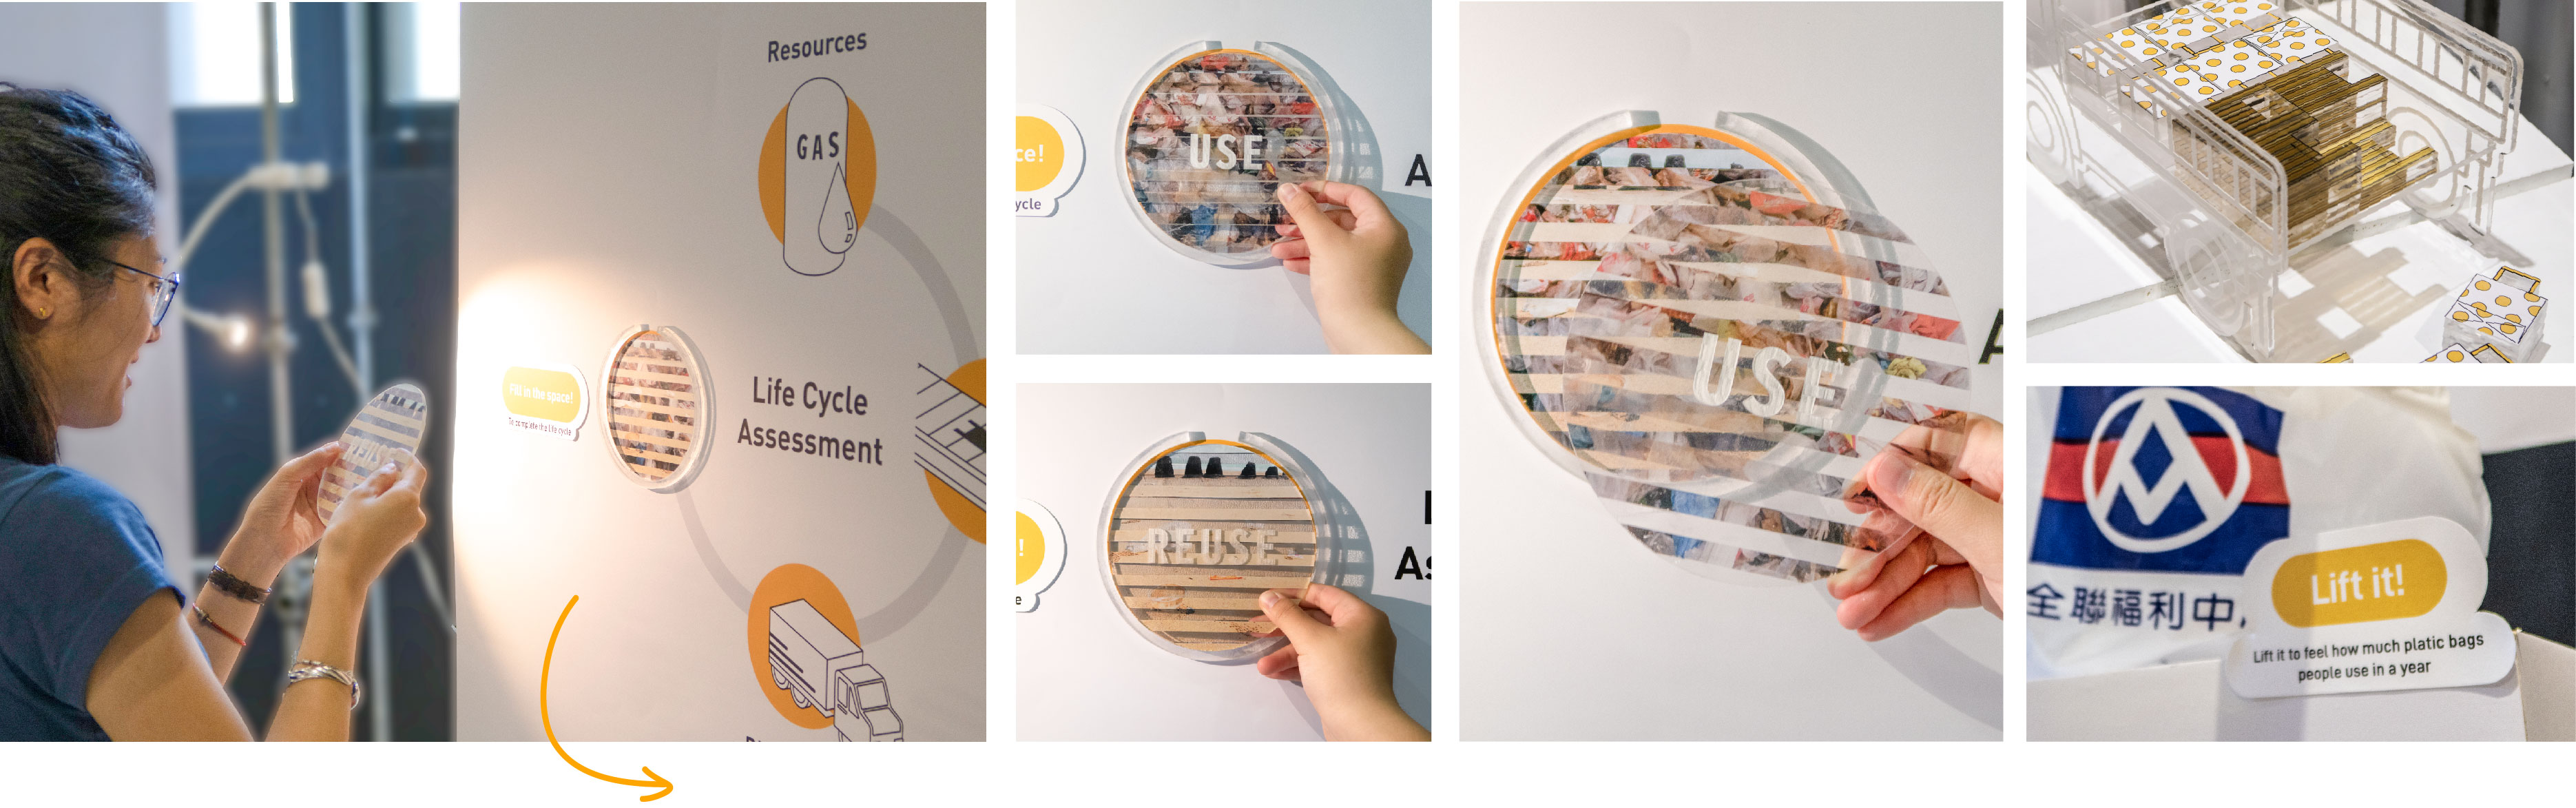 Resources
GAS
Fill in the space!
To complete the life cycle
Life Cycle
Assessment
REUSE
ce!
ycle
USE
A
!
e
REUSE
As
USE
A
全聯福利中
Lift it!
Lift it to feel how much platic bags
people use in a year